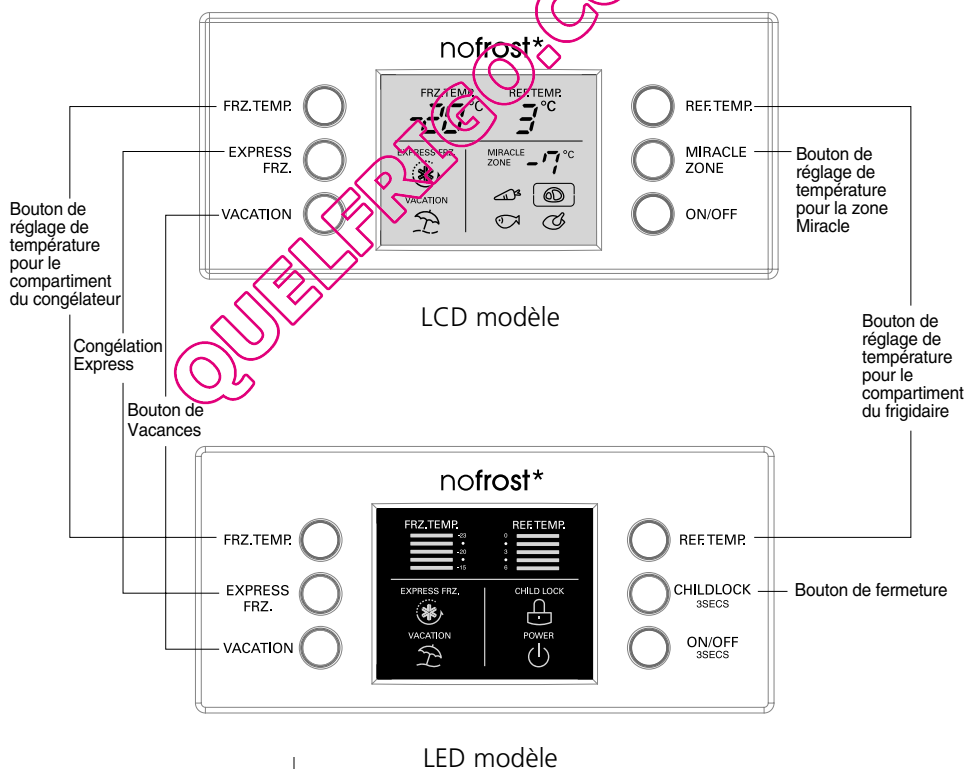 nofrost*
FRZ.TEMP.
EXPRESS
FRZ.
VACATION
FRZ.TEMP.
-20 °C
REF.TEMP.
3 °C
EXPRESS FRZ.
VACATION
MIRACLE
ZONE
-7 °C
REF.TEMP.
MIRACLE
ZONE
ON/OFF
Bouton de
réglage de
température
pour le
compartiment
du congélateur
Congélation
Express
Bouton de
Vacances
Bouton de
réglage de
température
pour la zone
Miracle
Bouton de
réglage de
température
pour le
compartiment
du frigidaire
LCD modèle
QUELFRIGO.CO
nofrost*
FRZ.TEMP.
EXPRESS
FRZ.
VACATION
FRZ.TEMP.
-23
-20
-15
REF.TEMP.
0
3
6
EXPRESS FRZ.
VACATION
CHILD LOCK
POWER
REF.TEMP.
CHILDLOCK
3SECS
ON/OFF
3SECS
Bouton de fermeture
LED modèle